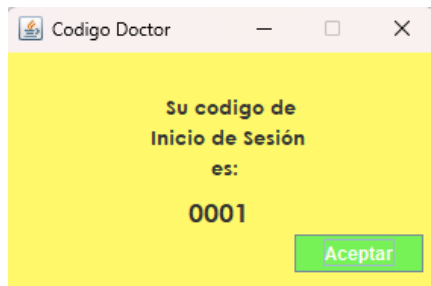 Codigo Doctor
Su codigo de
Inicio de Sesión
es:
0001
Aceptar